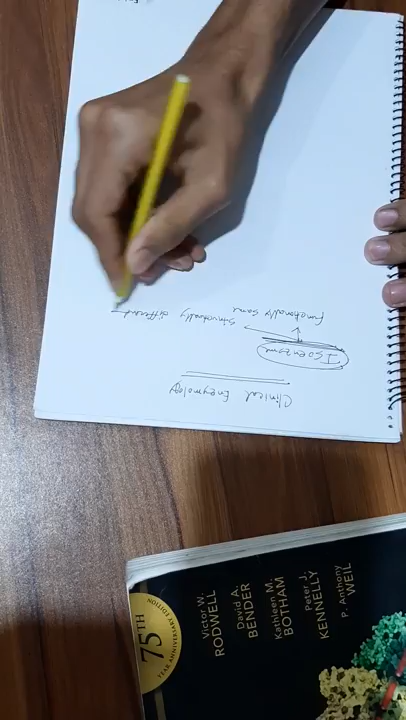 Clinical Enzymology
Isoenzyme
Structurally different
functionally same
75TH
YEAR ANNIVERSARY EDITION
Victor W.
RODWELL
David A.
BENDER
Kathleen M.
BOTHAM
Peter J.
KENNELLY
P. Anthony
WEIL